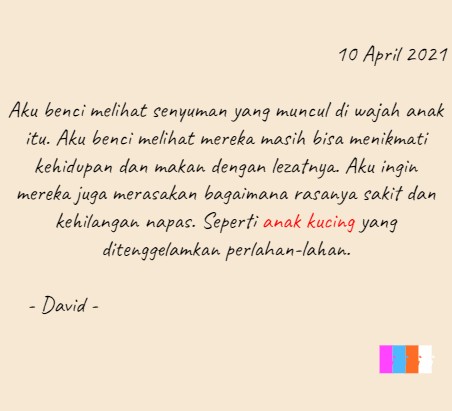 10 April 2021
Aku benci melihat senyuman yang muncul di wajah anak
itu. Aku benci melihat mereka masih bisa menikmati
kehidupan dan makan dengan lezatnya. Aku ingin
mereka juga merasakan bagaimana rasanya sakit dan
kehilangan napas. Seperti anak kucing yang
ditenggelamkan perlahan-lahan.
- David -